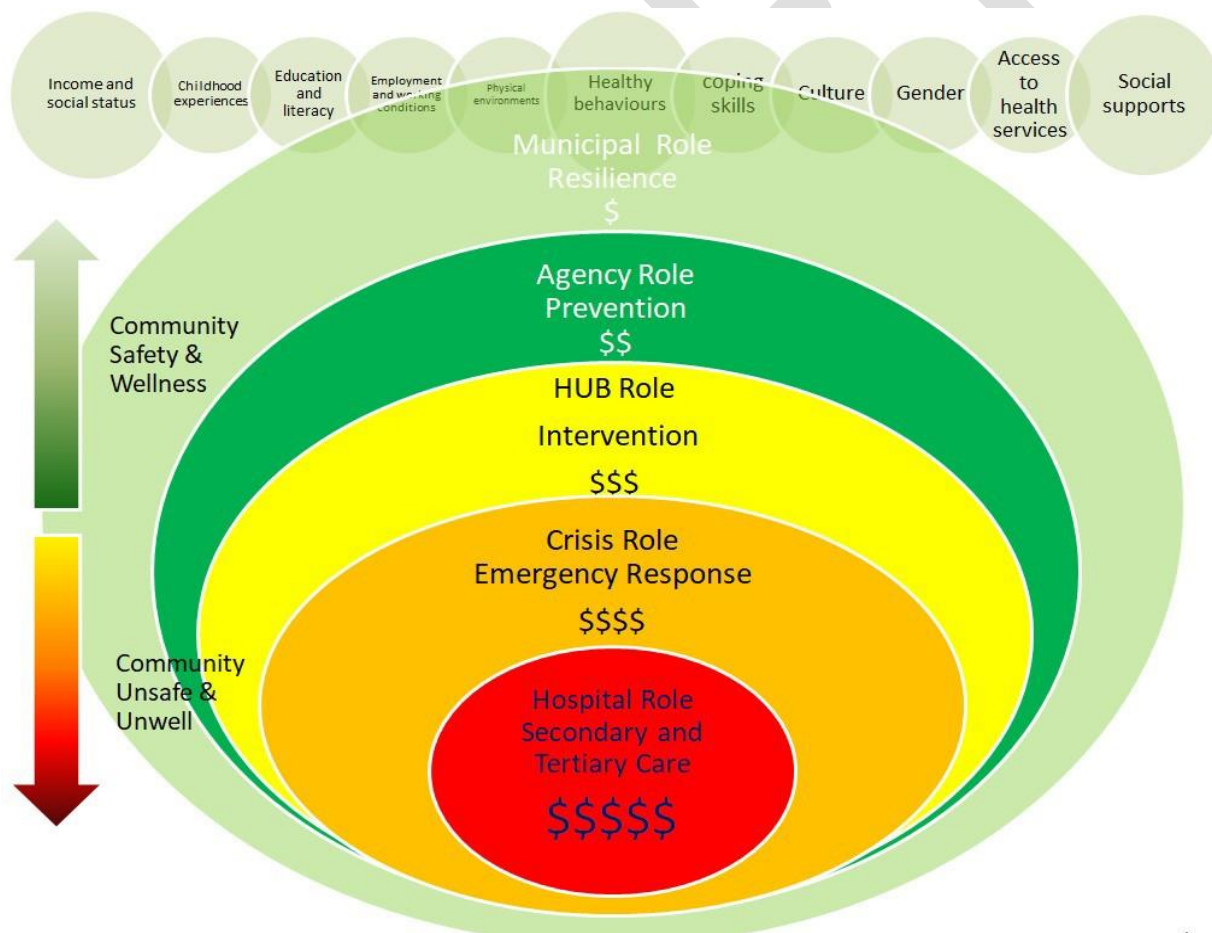 Income and
social status
Childhood
experiences
Education
and
literacy
Employment
and working
conditions
Physical
environments
Healthy
behaviours
coping
skills
Culture
Gender
Access
to
health
services
Social
supports
Municipal Role
Resilience
$
Agency Role
Prevention
$$
HUB Role
Intervention
$$$
Crisis Role
Emergency Response
$$$$
Hospital Role
Secondary and
Tertiary Care
$$$$$
Community
Safety &
Wellness
Community
Unsafe &
Unwell